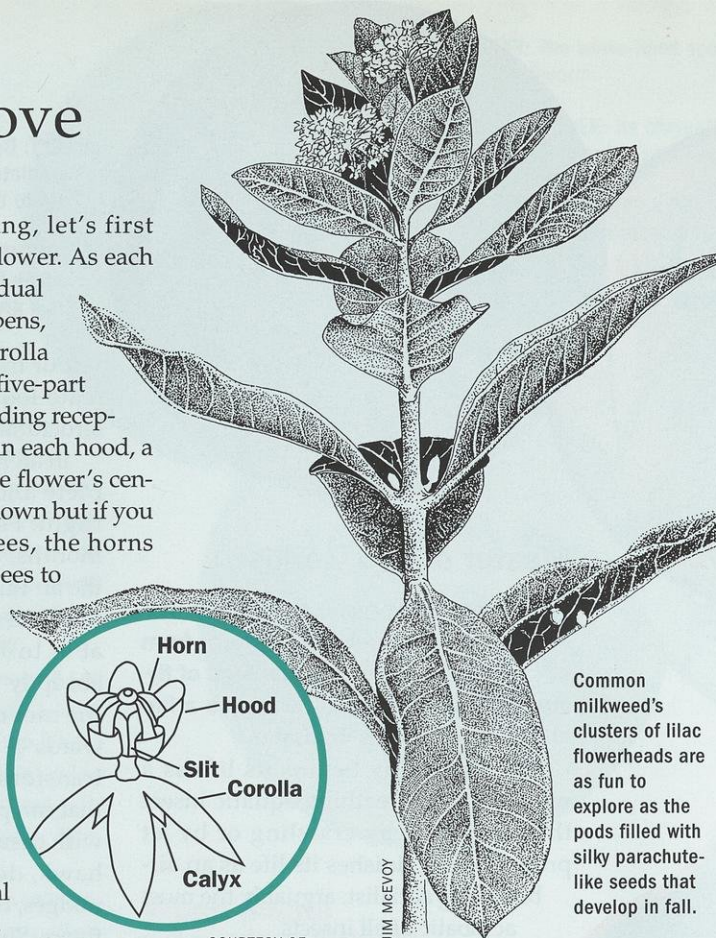 ove
ng, let's first
lower. As each
dual
pens,
rolla
five-part
ding recep-
in each hood, a
e flower's cen-
own but if you
ees, the horns
ees to
Horn
Hood
Slit
Corolla
Calyx
al
JIM McEVOY
Common
milkweed's
clusters of lilac
flowerheads are
as fun to
explore as the
pods filled with
silky parachute-
like seeds that
develop in fall.